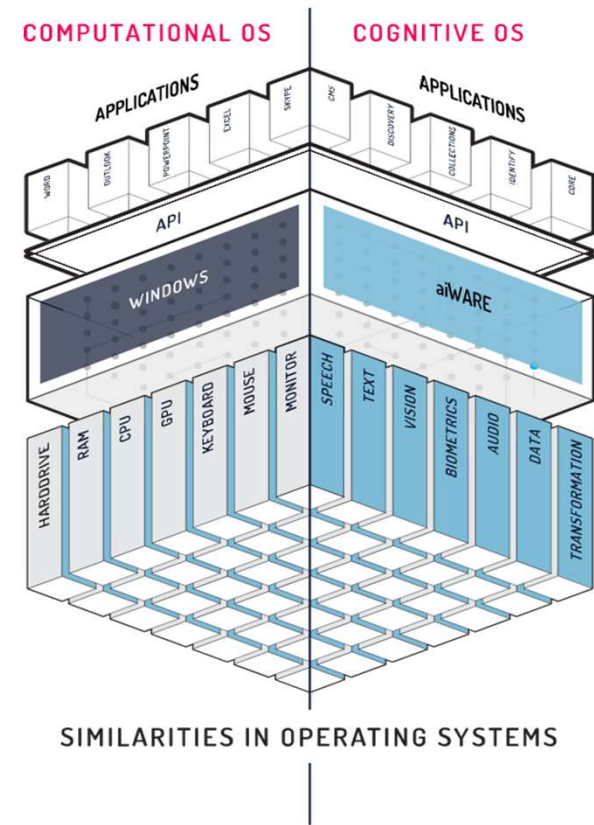 COMPUTATIONAL OS
COGNITIVE OS
APPLICATIONS
APPLICATIONS
WORD
OUTLOOK
POWERPOINT
EXCEL
SKYPE
CMS
DISCOVERY
COLLECTIONS
IDENTIFY
CORE
API
API
WINDOWS
aiWARE
HARDDRIVE
RAM
CPU
GPU
KEYBOARD
MOUSE
MONITOR
SPEECH
TEXT
VISION
BIOMETRICS
AUDIO
DATA
TRANSFORMATION
SIMILARITIES IN OPERATING SYSTEMS